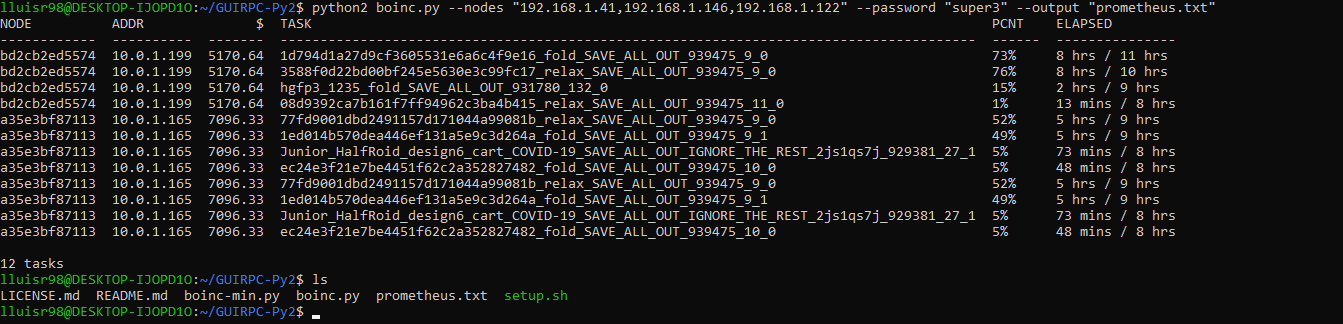 lluisr98@DESKTOP-IJOPD1O:~/GUIRPC-Py2$ python2 boinc.py --nodes "192.168.1.41,192.168.1.146,192.168.1.122" --password "super3" --output "prometheus.txt"
NODE         ADDR        $        TASK                                                                                     PCNT    ELAPSED
------------  ----------  -------  ---------------------------------------------------------------------------------------  ------  ---------------
bd2cb2ed5574  10.0.1.199  5170.64  1d794d1a27d9cf3605531e6a6c4f9e16_fold_SAVE_ALL_OUT_939475_9_0                            73%     8 hrs / 11 hrs
bd2cb2ed5574  10.0.1.199  5170.64  3588f0d22bd00bf245e5630e3c99fc17_relax_SAVE_ALL_OUT_939475_9_0                           76%     8 hrs / 10 hrs
bd2cb2ed5574  10.0.1.199  5170.64  hgfp3_1235_fold_SAVE_ALL_OUT_931780_132_0                                                15%     2 hrs / 9 hrs
bd2cb2ed5574  10.0.1.199  5170.64  08d9392ca7b161f7ff94962c3ba4b415_relax_SAVE_ALL_OUT_939475_11_0                          1%      13 mins / 8 hrs
a35e3bf87113  10.0.1.165  7096.33  77fd9001dbd2491157d171044a99081b_relax_SAVE_ALL_OUT_939475_9_0                           52%     5 hrs / 9 hrs
a35e3bf87113  10.0.1.165  7096.33  1ed014b570dea446ef131a5e9c3d264a_fold_SAVE_ALL_OUT_939475_9_1                            49%     5 hrs / 9 hrs
a35e3bf87113  10.0.1.165  7096.33  Junior_HalfRoid_design6_cart_COVID-19_SAVE_ALL_OUT_IGNORE_THE_REST_2js1qs7j_929381_27_1  5%      73 mins / 8 hrs
a35e3bf87113  10.0.1.165  7096.33  ec24e3f21e7be4451f62c2a352827482_fold_SAVE_ALL_OUT_939475_10_0                           5%      48 mins / 8 hrs
a35e3bf87113  10.0.1.165  7096.33  77fd9001dbd2491157d171044a99081b_relax_SAVE_ALL_OUT_939475_9_0                           52%     5 hrs / 9 hrs
a35e3bf87113  10.0.1.165  7096.33  1ed014b570dea446ef131a5e9c3d264a_fold_SAVE_ALL_OUT_939475_9_1                            49%     5 hrs / 9 hrs
a35e3bf87113  10.0.1.165  7096.33  Junior_HalfRoid_design6_cart_COVID-19_SAVE_ALL_OUT_IGNORE_THE_REST_2js1qs7j_929381_27_1  5%      73 mins / 8 hrs
a35e3bf87113  10.0.1.165  7096.33  ec24e3f21e7be4451f62c2a352827482_fold_SAVE_ALL_OUT_939475_10_0                           5%      48 mins / 8 hrs
12 tasks
lluisr98@DESKTOP-IJOPD1O:~/GUIRPC-Py2$ ls
LICENSE.md  README.md  boinc-min.py  boinc.py  prometheus.txt  setup.sh
lluisr98@DESKTOP-IJOPD1O:~/GUIRPC-Py2$